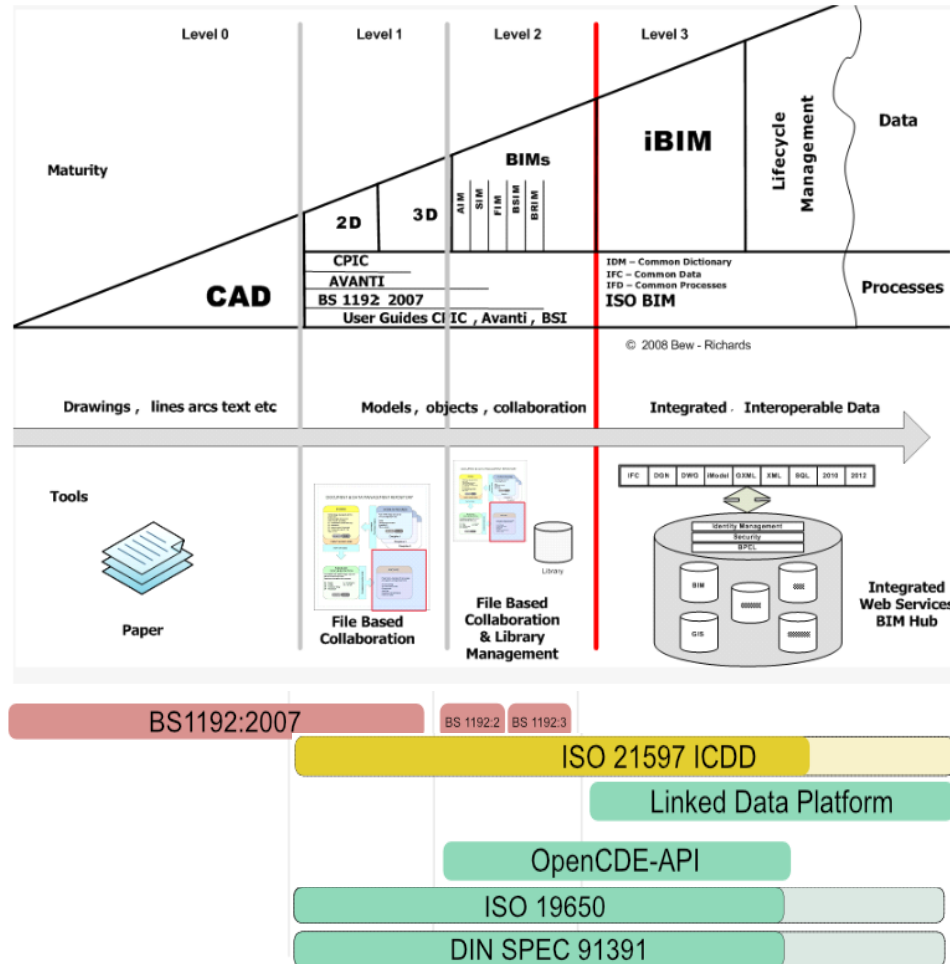 Level 0
Level 1
Level 2
Level 3
Maturity
CAD
2D
3D
BIMs
AIM
SIM
FIM
BSIM
BRIM
iBIM
Lifecycle
Management
Data
CPIC
AVANTI
BS 1192 2007
User Guides CPIC , Avanti , BSI
IDM – Common Dictionary
IFC – Common Data
IFD – Common Processes
ISO BIM
Processes
© 2008 Bew - Richards
Drawings , lines arcs text etc
Models , objects , collaboration
Integrated , Interoperable Data
Tools
Paper
File Based
Collaboration
Library
File Based
Collaboration
& Library
Management
IFC DGN DWG iModel GXML XML SQL 2010 2012
Identity Management
Security
BPEL
BIM
GIS
Integrated
Web Services
BIM Hub
BS1192:2007
BS 1192:2
BS 1192:3
ISO 21597 ICDD
Linked Data Platform
OpenCDE-API
ISO 19650
DIN SPEC 91391